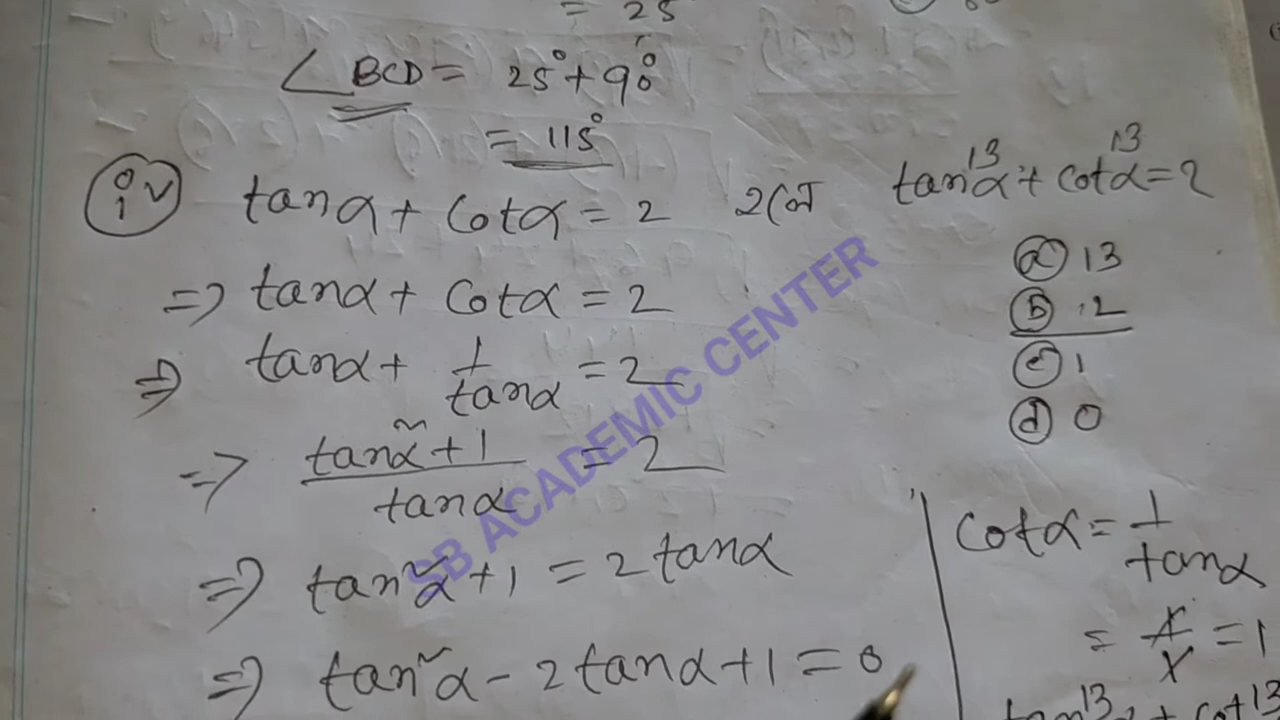 = 25
∠BCD = 25° + 90°
= 115°
(iv) tanα + cotα = 2 হলে tan¹³α + cot¹³α = 2
(a) 13
(b) 2
(c) 1
(d) 0
⇒ tanα + cotα = 2
⇒ tanα + 1/tanα = 2
⇒ (tan²α + 1)/tanα = 2
⇒ tan²α + 1 = 2 tanα
⇒ tan²α - 2 tanα + 1 = 0
cotα = 1/tanα
= 1/1 = 1
SB ACADEMIC CENTER